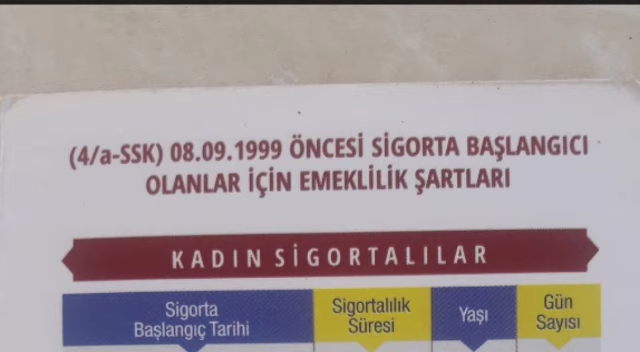 (4/a-SSK) 08.09.1999 ÖNCESİ SİGORTA BAŞLANGICI
OLANLAR İÇİN EMEKLİLİK ŞARTLARI
KADIN SİGORTALILAR
Sigorta
Başlangıç Tarihi
Sigortalılık
Süresi
Yaşı
Gün
Sayısı